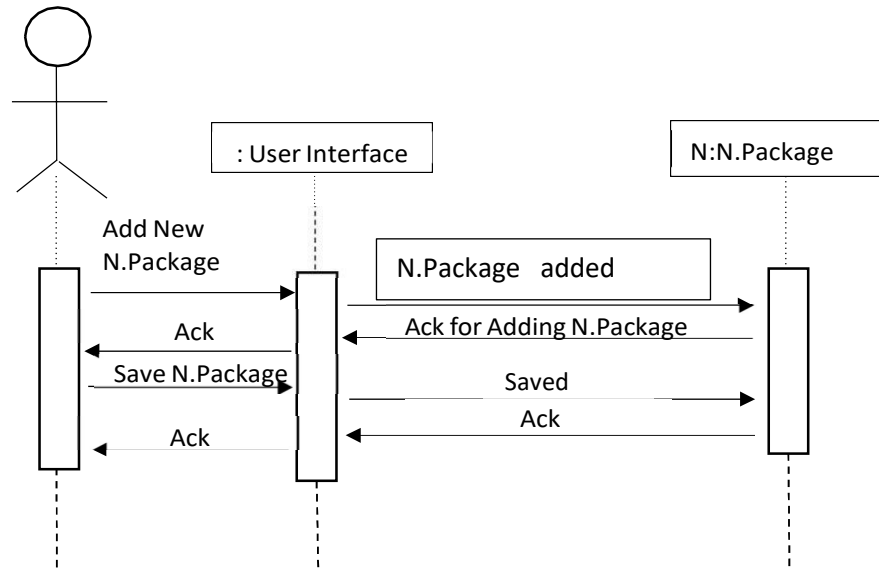 : User Interface
N:N.Package
Add New
N.Package
N.Package added
Ack for Adding N.Package
Ack
Save N.Package
Saved
Ack
Ack